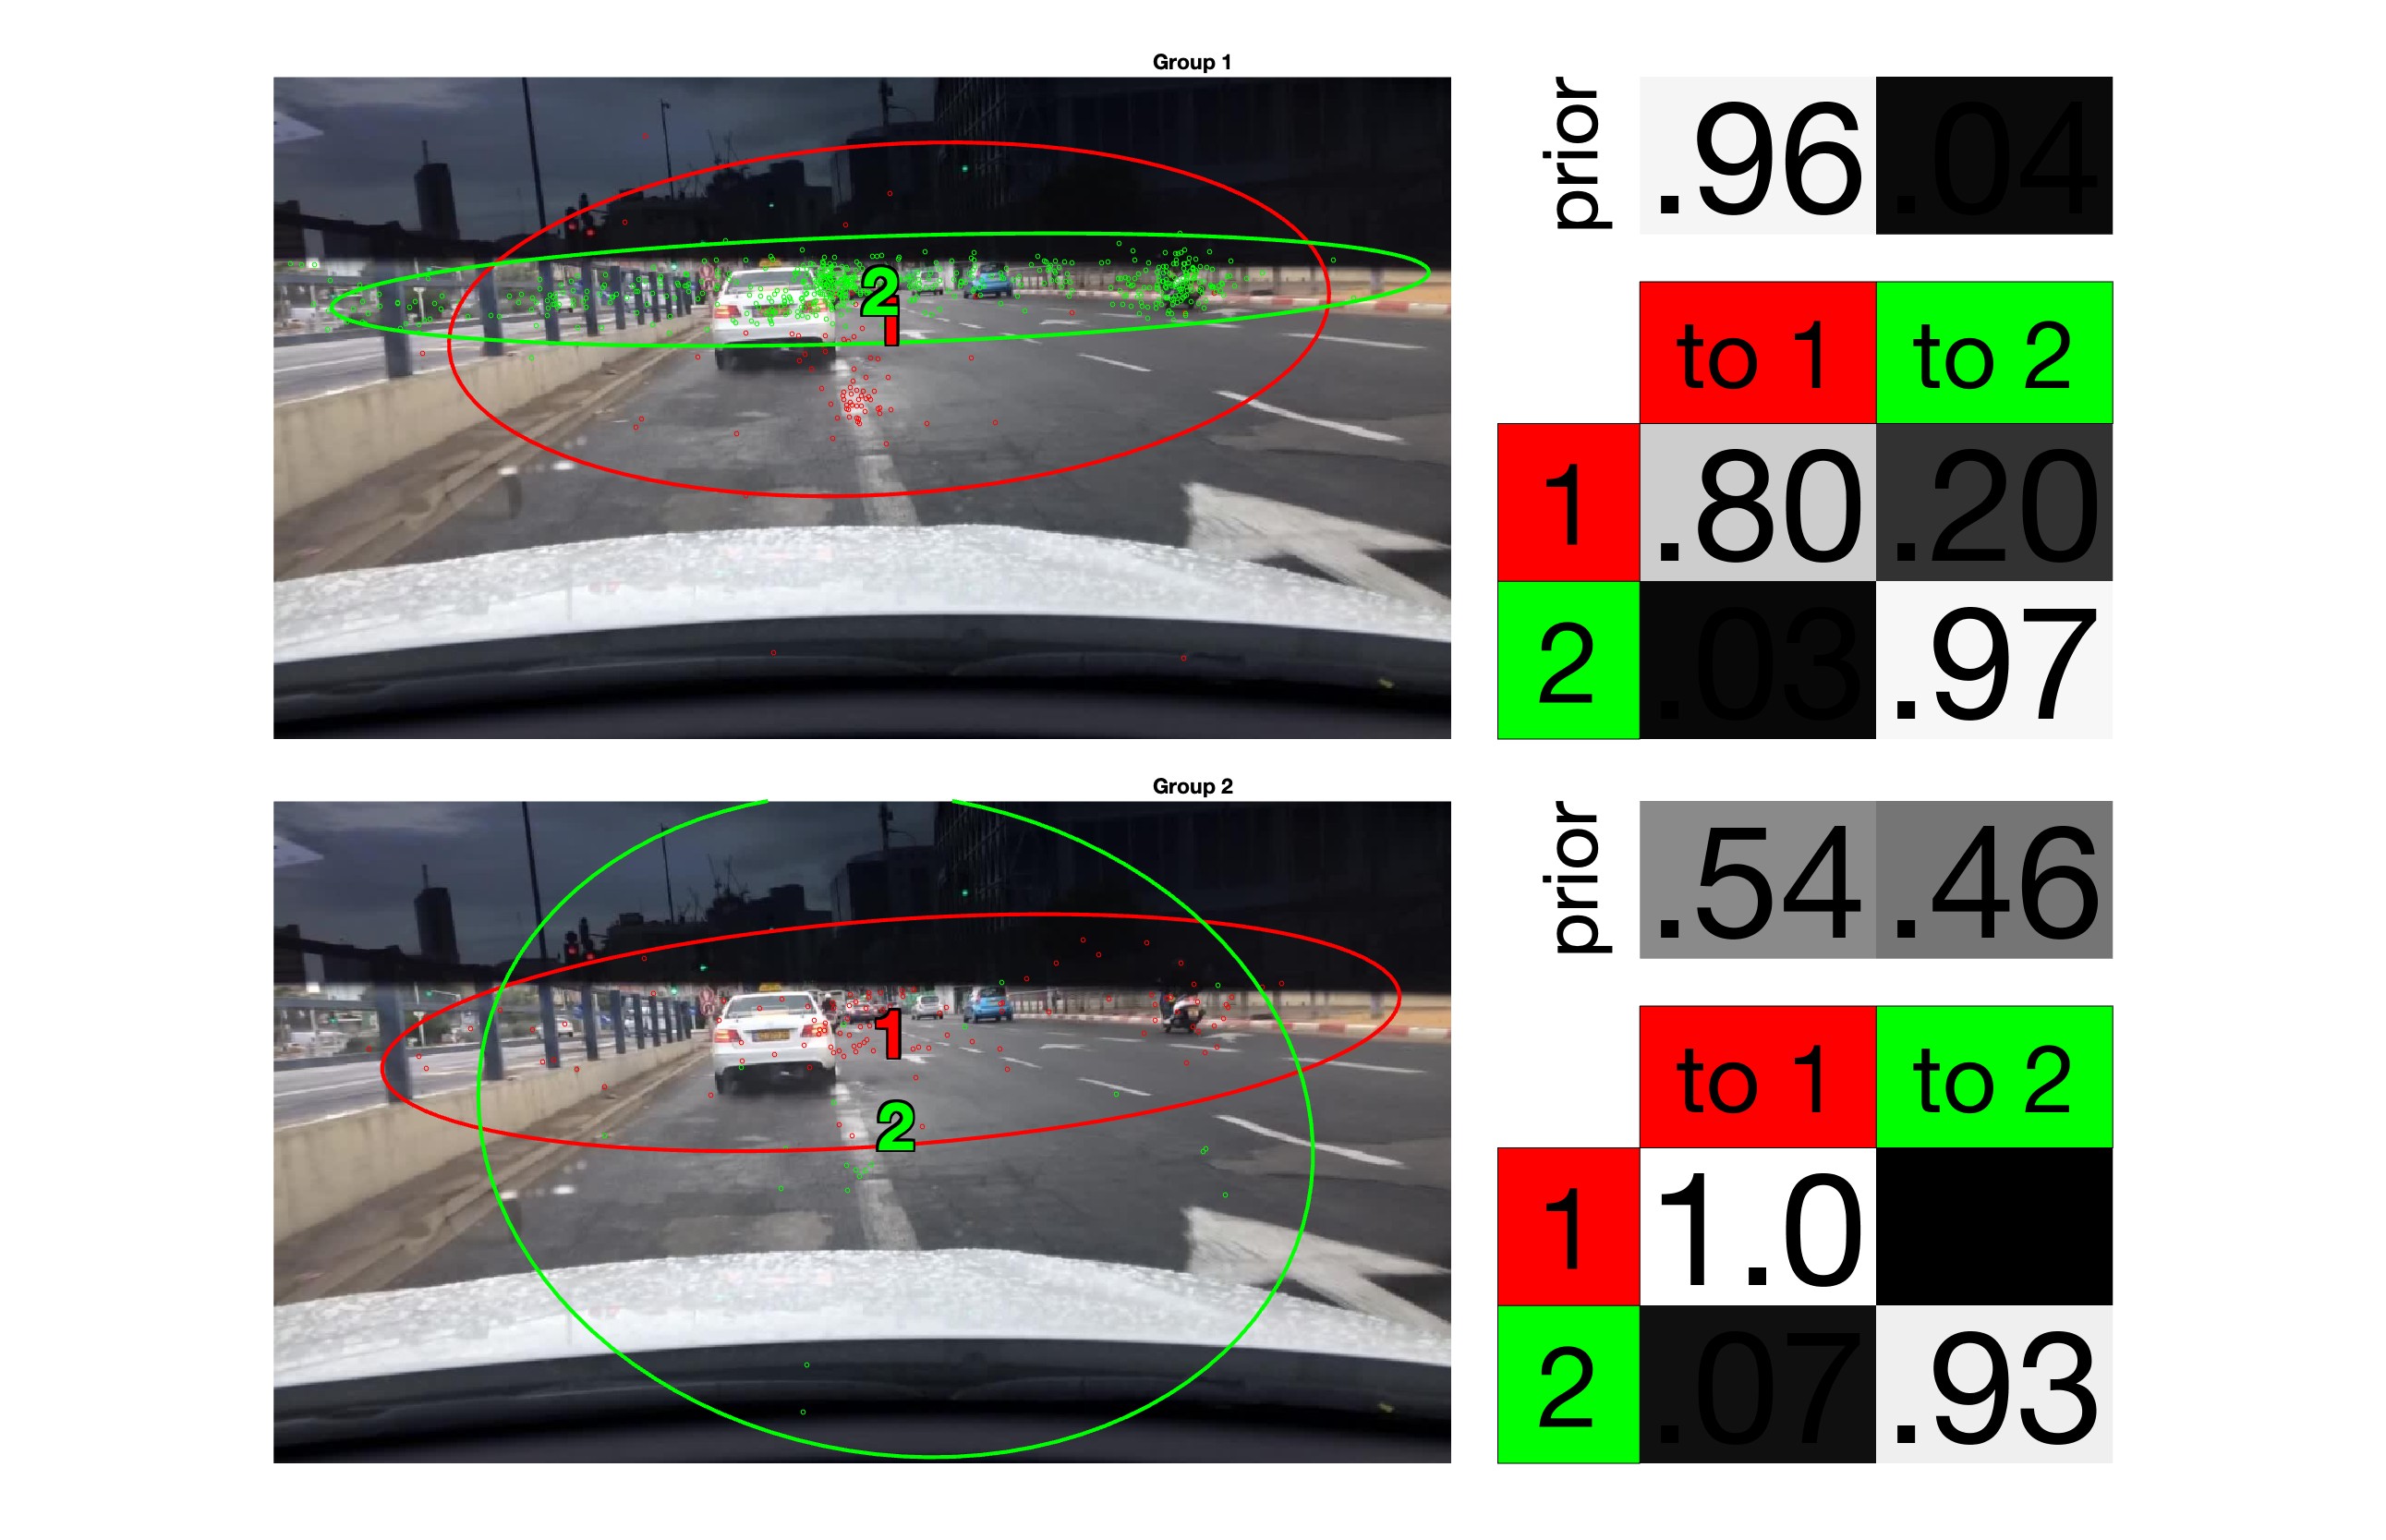 Group 1
prior .96 .04
2
1
to 1 to 2
1 .80 .20
2 .03 .97
Group 2
prior .54 .46
1
2
to 1 to 2
1 1.0
2 .07 .93